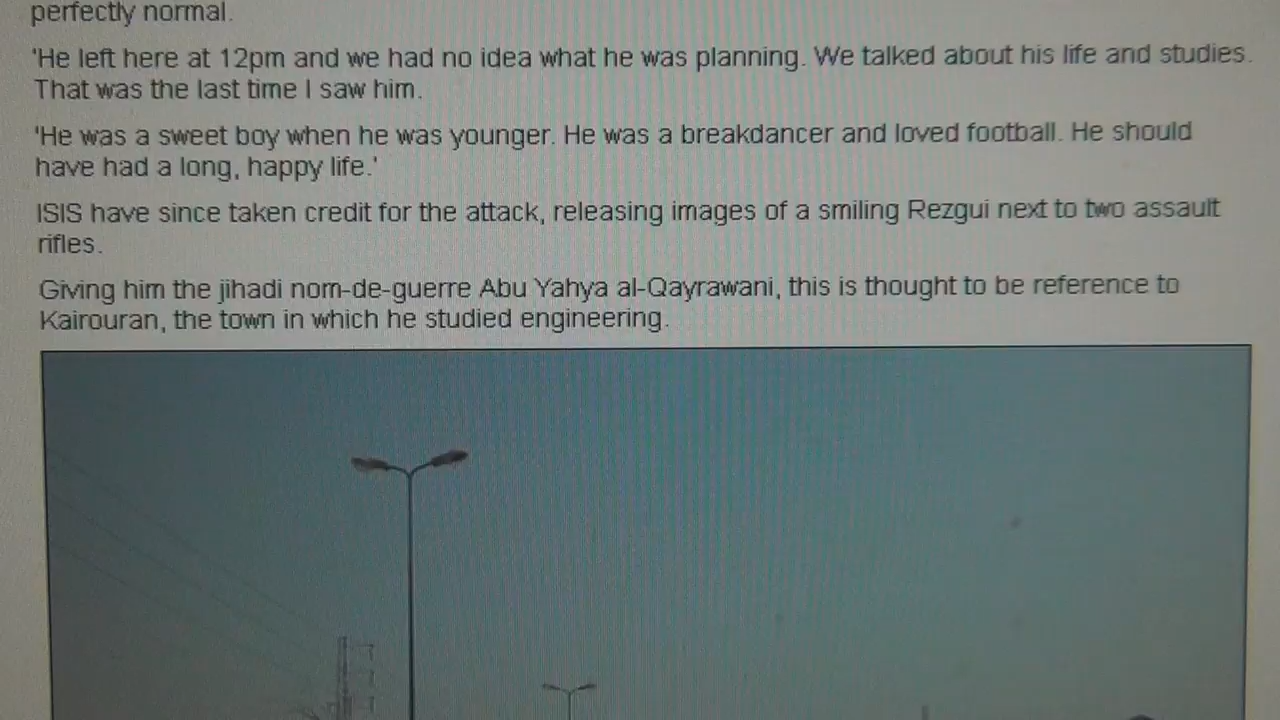 perfectly normal.
'He left here at 12pm and we had no idea what he was planning. We talked about his life and studies.
That was the last time I saw him.
'He was a sweet boy when he was younger. He was a breakdancer and loved football. He should
have had a long, happy life.'
ISIS have since taken credit for the attack, releasing images of a smiling Rezgui next to two assault
rifles.
Giving him the jihadi nom-de-guerre Abu Yahya al-Qayrawani, this is thought to be reference to
Kairouran, the town in which he studied engineering.